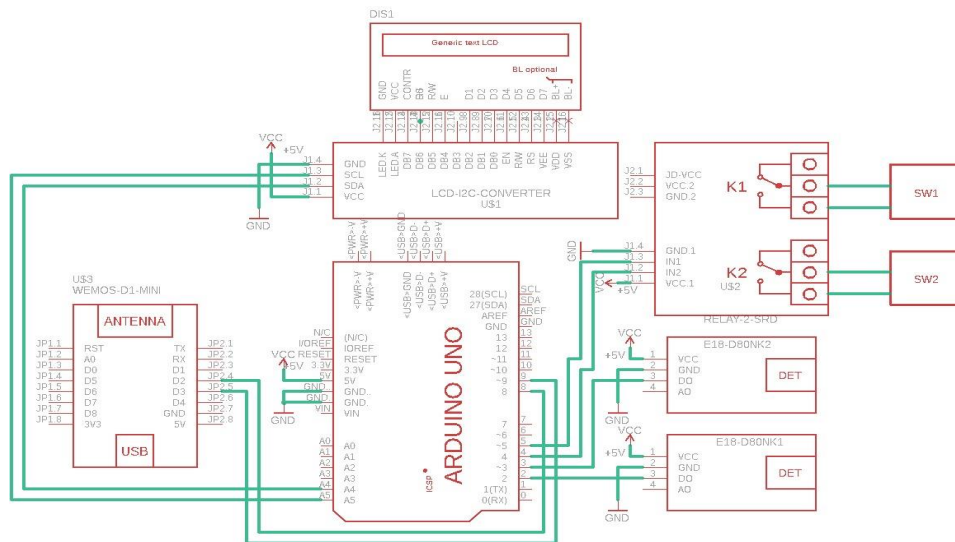 DIS1
Generic text LCD
BL optional
GND VCC CONTR R/W E D1 D2 D3 D4 D5 D6 D7 BL+ BL-
VCC
+5V
GND
J1.4 GND
J1.3 SCL
J1.2 SDA
J1.1 VCC
LED.K LED.A DB7 DB6 DB5 DB4 DB3 DB2 DB1 DB0 EN R/W RS VEE VDD VSS
LCD-I2C-CONVERTER
U$1
J2.1 JD-VCC
J2.2 VCC.2
J2.3 GND.2
K1
SW1
GND
J1.4 GND.1
J1.3 IN1
J1.2 IN2
J1.1 VCC.1
VCC
+5V
K2
U$2
SW2
RELAY-2-SRD
U$3
WEMOS-D1-MINI
ANTENNA
JP1.1 RST TX JP2.1
JP1.2 A0 RX JP2.2
JP1.3 D0 D1 JP2.3
JP1.4 D5 D2 JP2.4
JP1.5 D6 D3 JP2.5
JP1.6 D7 D4 JP2.6
JP1.7 D8 GND JP2.7
JP1.8 3V3 5V JP2.8
USB
<PWR>-V <PWR>+V <USB>GND <USB>D- <USB>D+ <USB>+V
<PWR>-V <PWR>+V <USB>GND <USB>D- <USB>D+ <USB>+V
28(SCL) SCL
27(SDA) SDA
AREF AREF
GND GND
N/C (N/C) 13 13
I/OREF IOREF 12 12
RESET RESET ~11 11
3.3V 3.3V ~10 10
5V 5V ~9 9
GND GND.. 8 8
GND GND.
VIN VIN 7 7
~6 6
A0 A0 ~5 5
A1 A1 4 4
A2 A2 ~3 3
A3 A3 2 2
A4 A4 1(TX) 1
A5 A5 0(RX) 0
VCC
+5V
GND
ICSP
ARDUINO UNO
E18-D80NK2
VCC
+5V
1 VCC
2 GND
3 DO
4 AO
DET
GND
E18-D80NK1
VCC
+5V
1 VCC
2 GND
3 DO
4 AO
DET
GND